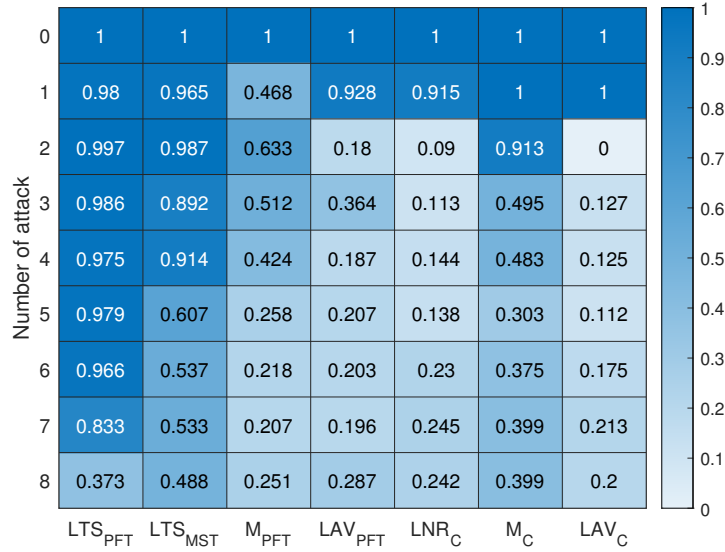 0 1 1 1 1 1 1 1
1 0.98 0.965 0.468 0.928 0.915 1 1
2 0.997 0.987 0.633 0.18 0.09 0.913 0
3 0.986 0.892 0.512 0.364 0.113 0.495 0.127
4 0.975 0.914 0.424 0.187 0.144 0.483 0.125
5 0.979 0.607 0.258 0.207 0.138 0.303 0.112
6 0.966 0.537 0.218 0.203 0.23 0.375 0.175
7 0.833 0.533 0.207 0.196 0.245 0.399 0.213
8 0.373 0.488 0.251 0.287 0.242 0.399 0.2
LTS_PFT LTS_MST M_PFT LAV_PFT LNR_C M_C LAV_C
Number of attack
1
0.9
0.8
0.7
0.6
0.5
0.4
0.3
0.2
0.1
0